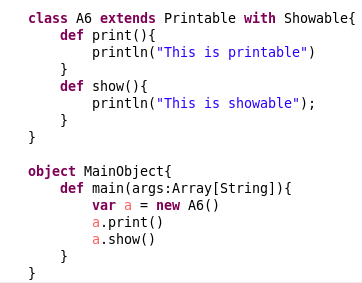 class A6 extends Printable with Showable{
    def print(){
        println("This is printable")
    }
    def show(){
        println("This is showable");
    }
}

object MainObject{
    def main(args:Array[String]){
        var a = new A6()
        a.print()
        a.show()
    }
}